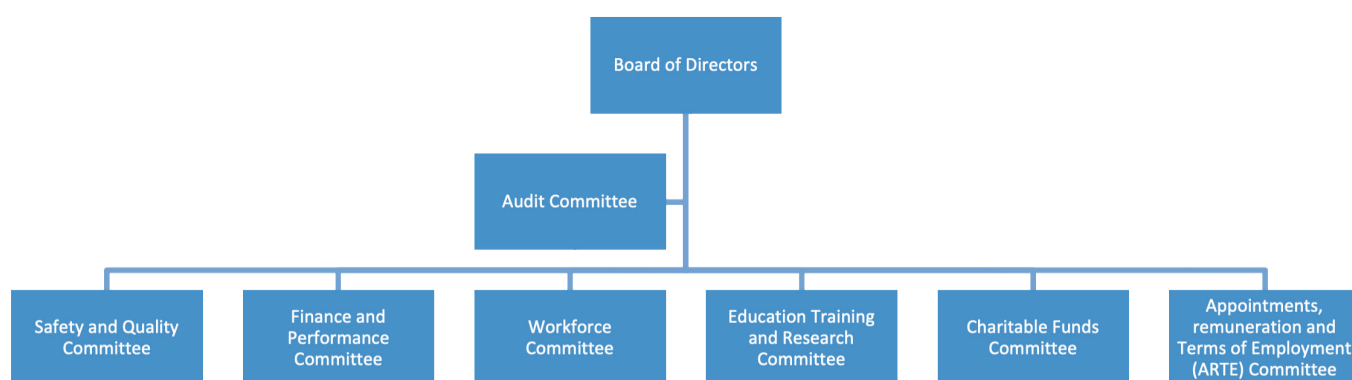 Board of Directors
Audit Committee
Safety and Quality
Committee
Finance and
Performance
Committee
Workforce
Committee
Education Training
and Research
Committee
Charitable Funds
Committee
Appointments,
remuneration and
Terms of Employment
(ARTE) Committee